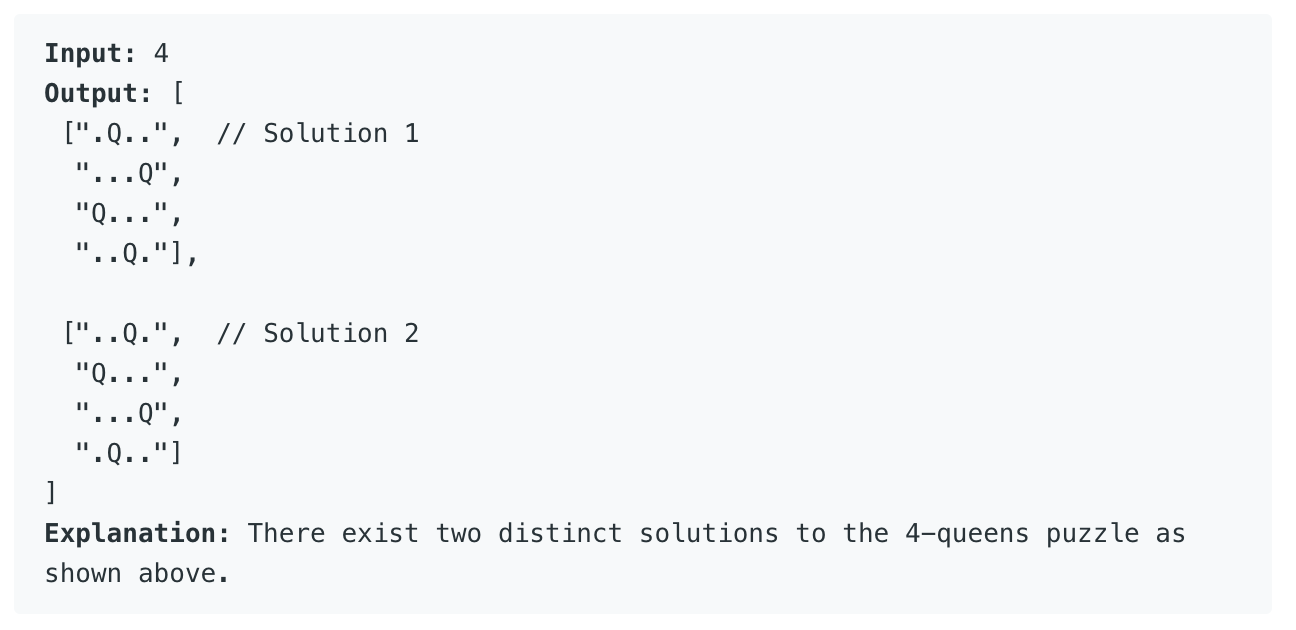 Input: 4
Output: [
 [".Q..",  // Solution 1
  "...Q",
  "Q...",
  "..Q."],

 ["..Q.",  // Solution 2
  "Q...",
  "...Q",
  ".Q.."]
]
Explanation: There exist two distinct solutions to the 4–queens puzzle as
shown above.